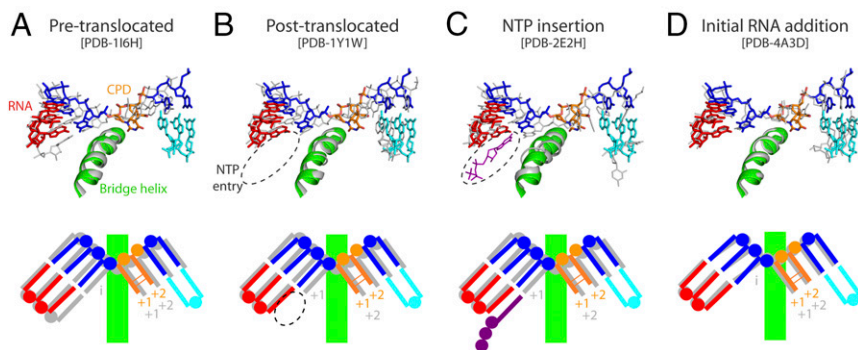 A Pre-translocated
[PDB-1I6H]
B Post-translocated
[PDB-1Y1W]
C NTP insertion
[PDB-2E2H]
D Initial RNA addition
[PDB-4A3D]
RNA
CPD
Bridge helix
NTP
entry
i
+1
+2
+1
+2
+1
+1
+2
+2
+1
+1
+2
+2
i
+1
+2
+1
+2